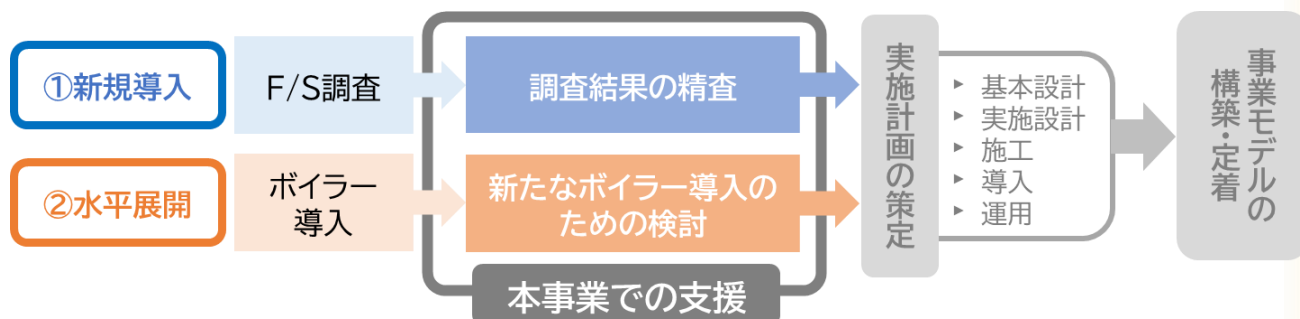 ①新規導入
F/S調査
調査結果の精査
②水平展開
ボイラー
導入
新たなボイラー導入の
ための検討
本事業での支援
実施計画の策定
▸ 基本設計
▸ 実施設計
▸ 施工
▸ 導入
▸ 運用
事業モデルの
構築・定着